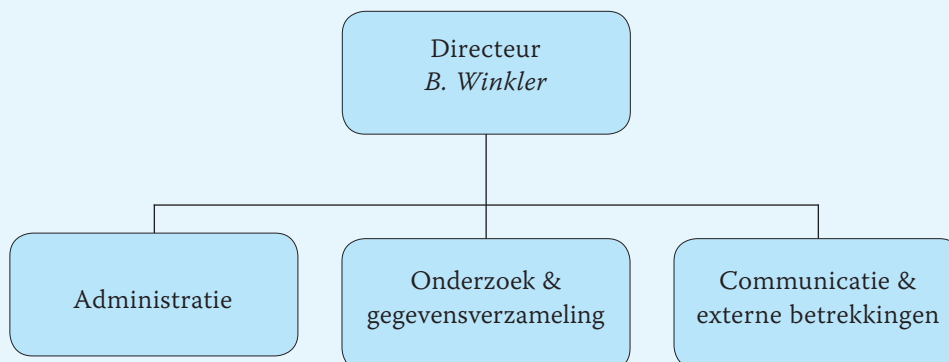 Directeur
B. Winkler
Administratie
Onderzoek &
gegevensverzameling
Communicatie &
externe betrekkingen